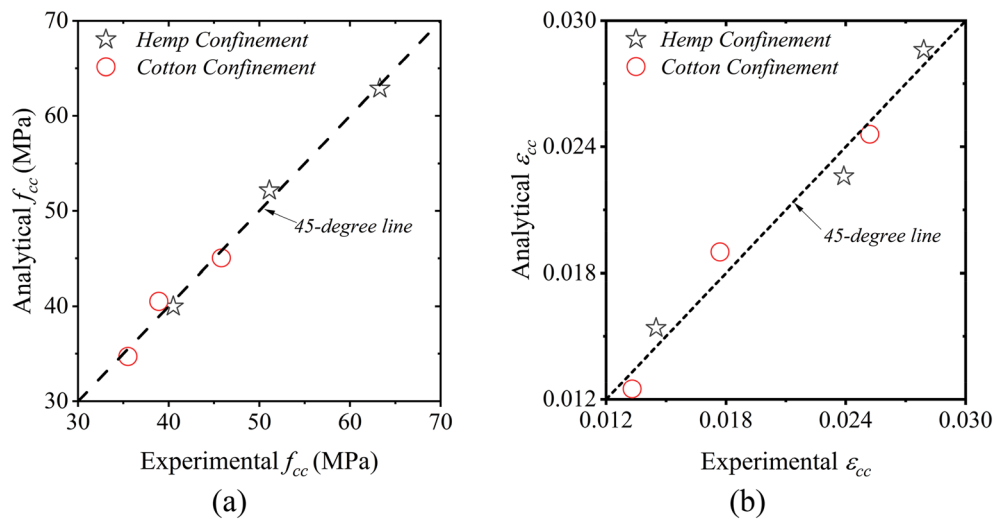 70
60
50
40
30
30
40
50
60
70
Analytical fcc (MPa)
Experimental fcc (MPa)
Hemp Confinement
Cotton Confinement
45-degree line
(a)
0.030
0.024
0.018
0.012
0.012
0.018
0.024
0.030
Analytical εcc
Experimental εcc
Hemp Confinement
Cotton Confinement
45-degree line
(b)